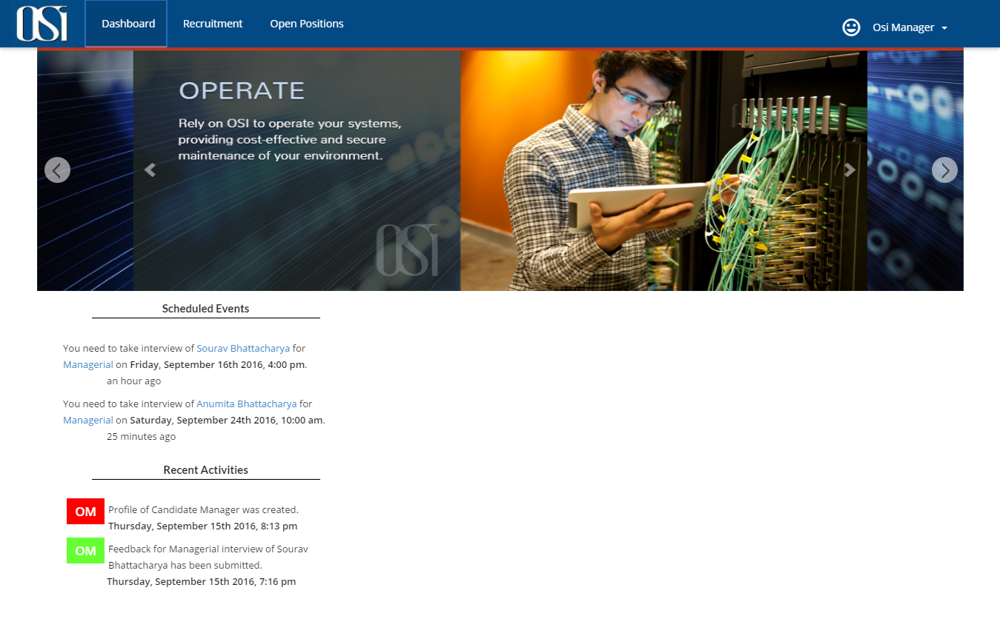 OSI
Dashboard
Recruitment
Open Positions
Osi Manager
OPERATE
Rely on OSI to operate your systems,
providing cost-effective and secure
maintenance of your environment.
OSI
Scheduled Events
You need to take interview of Sourav Bhattacharya for
Managerial on Friday, September 16th 2016, 4:00 pm.
an hour ago
You need to take interview of Anumita Bhattacharya for
Managerial on Saturday, September 24th 2016, 10:00 am.
25 minutes ago
Recent Activities
OM
Profile of Candidate Manager was created.
Thursday, September 15th 2016, 8:13 pm
OM
Feedback for Managerial interview of Sourav
Bhattacharya has been submitted.
Thursday, September 15th 2016, 7:16 pm